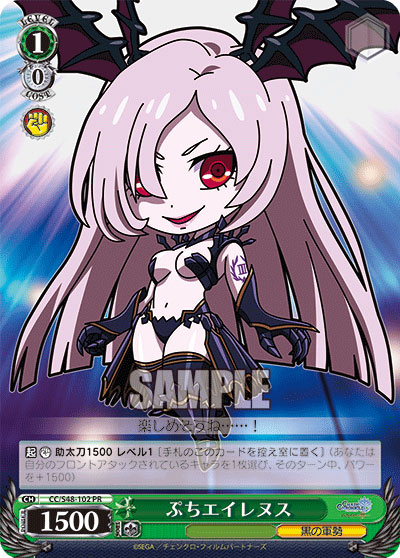 LEVEL
1
0
COST
III
SAMPLE
楽しめそうね……!
起 助太刀1500 レベル1 [手札のこのカードを控え室に置く] (あなたは
自分のフロントアタックされているキャラを1枚選び、そのターン中、パワー
を+1500)
CH CC/S48-102 PR
ぷちエイレヌス
CHAIN CHRONICLE
POWER
1500
黒の軍勢
©SEGA／チェンクロ・フィルムパートナーズ